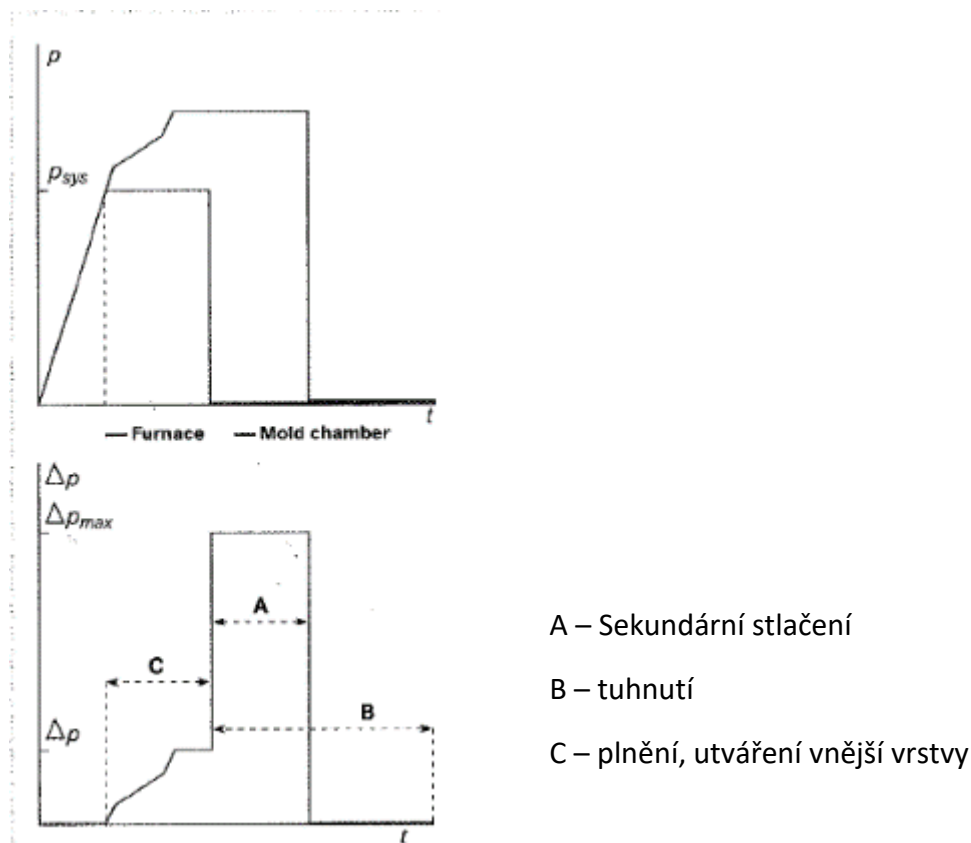 p
p_sys
t
— Furnace — Mold chamber
Δp
Δp_max
A
C
B
Δp
t
A – Sekundární stlačení
B – tuhnutí
C – plnění, utváření vnější vrstvy